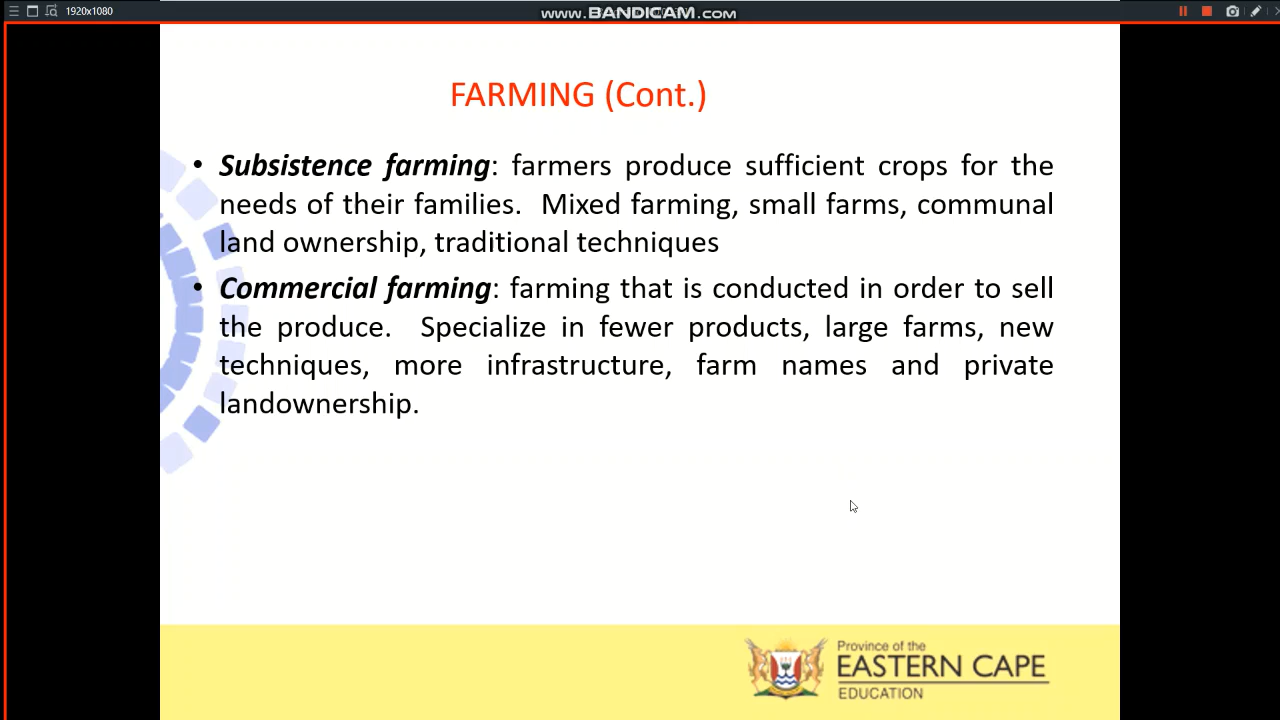 1920x1080
www.BANDICAM.com
FARMING (Cont.)
• Subsistence farming: farmers produce sufficient crops for the
needs of their families. Mixed farming, small farms, communal
land ownership, traditional techniques
• Commercial farming: farming that is conducted in order to sell
the produce. Specialize in fewer products, large farms, new
techniques, more infrastructure, farm names and private
landownership.
Province of the
EASTERN CAPE
EDUCATION